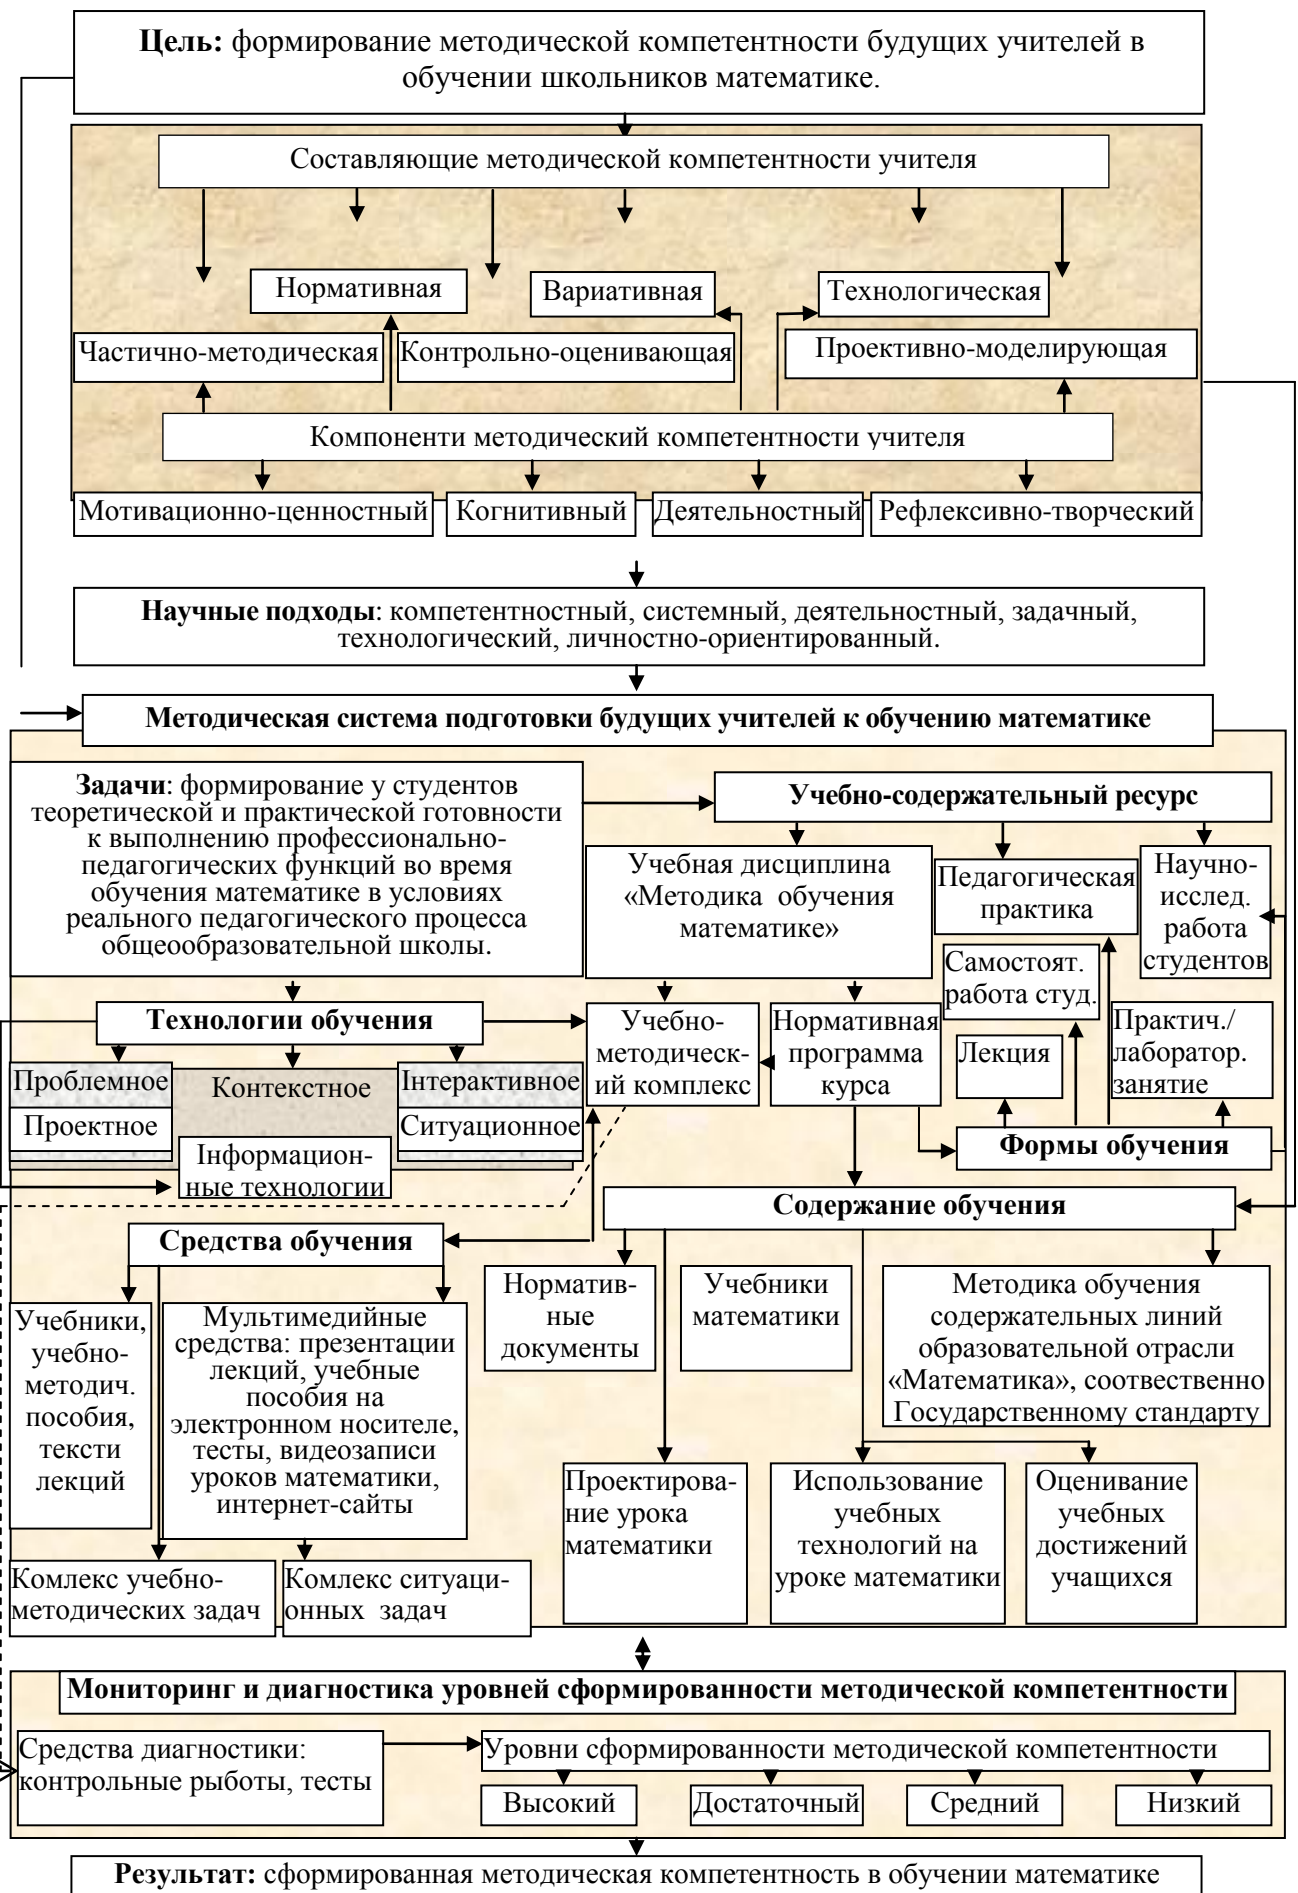 Цель: формирование методической компетентности будущих учителей в
обучении школьников математике.
Составляющие методической компетентности учителя
Нормативная
Вариативная
Технологическая
Частично-методическая
Контрольно-оценивающая
Проективно-моделирующая
Компоненти методический компетентности учителя
Мотивационно-ценностный
Когнитивный
Деятельностный
Рефлексивно-творческий
Научные подходы: компетентностный, системный, деятельностный, задачный,
технологический, личностно-ориентированный.
Методическая система подготовки будущих учителей к обучению математике
Задачи: формирование у студентов
теоретической и практической готовности
к выполнению профессионально-
педагогических функций во время
обучения математике в условиях
реального педагогического процесса
общеообразовательной школы.
Учебно-содержательный ресурс
Учебная дисциплина
«Методика обучения
математике»
Педагогическая
практика
Научно-
исслед.
работа
студентов
Самостоят.
работа студ.
Технологии обучения
Учебно-
методическ-
ий комплекс
Нормативная
программа
курса
Лекция
Практич./
лаборатор.
занятие
Проблемное
Контекстное
Інтерактивное
Проектное
Ситуационное
Інформацион-
ные технологии
Формы обучения
Содержание обучения
Средства обучения
Норматив-
ные
документы
Учебники
математики
Методика обучения
содержательных линий
образовательной отрасли
«Математика», соотвественно
Государственному стандарту
Учебники,
учебно-
методич.
пособия,
тексти
лекций
Мультимедийные
средства: презентации
лекций, учебные
пособия на
электронном носителе,
тесты, видеозаписи
уроков математики,
интернет-сайты
Проектирова-
ние урока
математики
Использование
учебных
технологий на
уроке математики
Оценивание
учебных
достижений
учащихся
Комлекс учебно-
методических задач
Комлекс ситуаци-
онных задач
Мониторинг и диагностика уровней сформированности методической компетентности
Средства диагностики:
контрольные рыботы, тесты
Уровни сформированности методической компетентности
Высокий
Достаточный
Средний
Низкий
Результат: сформированная методическая компетентность в обучении математике